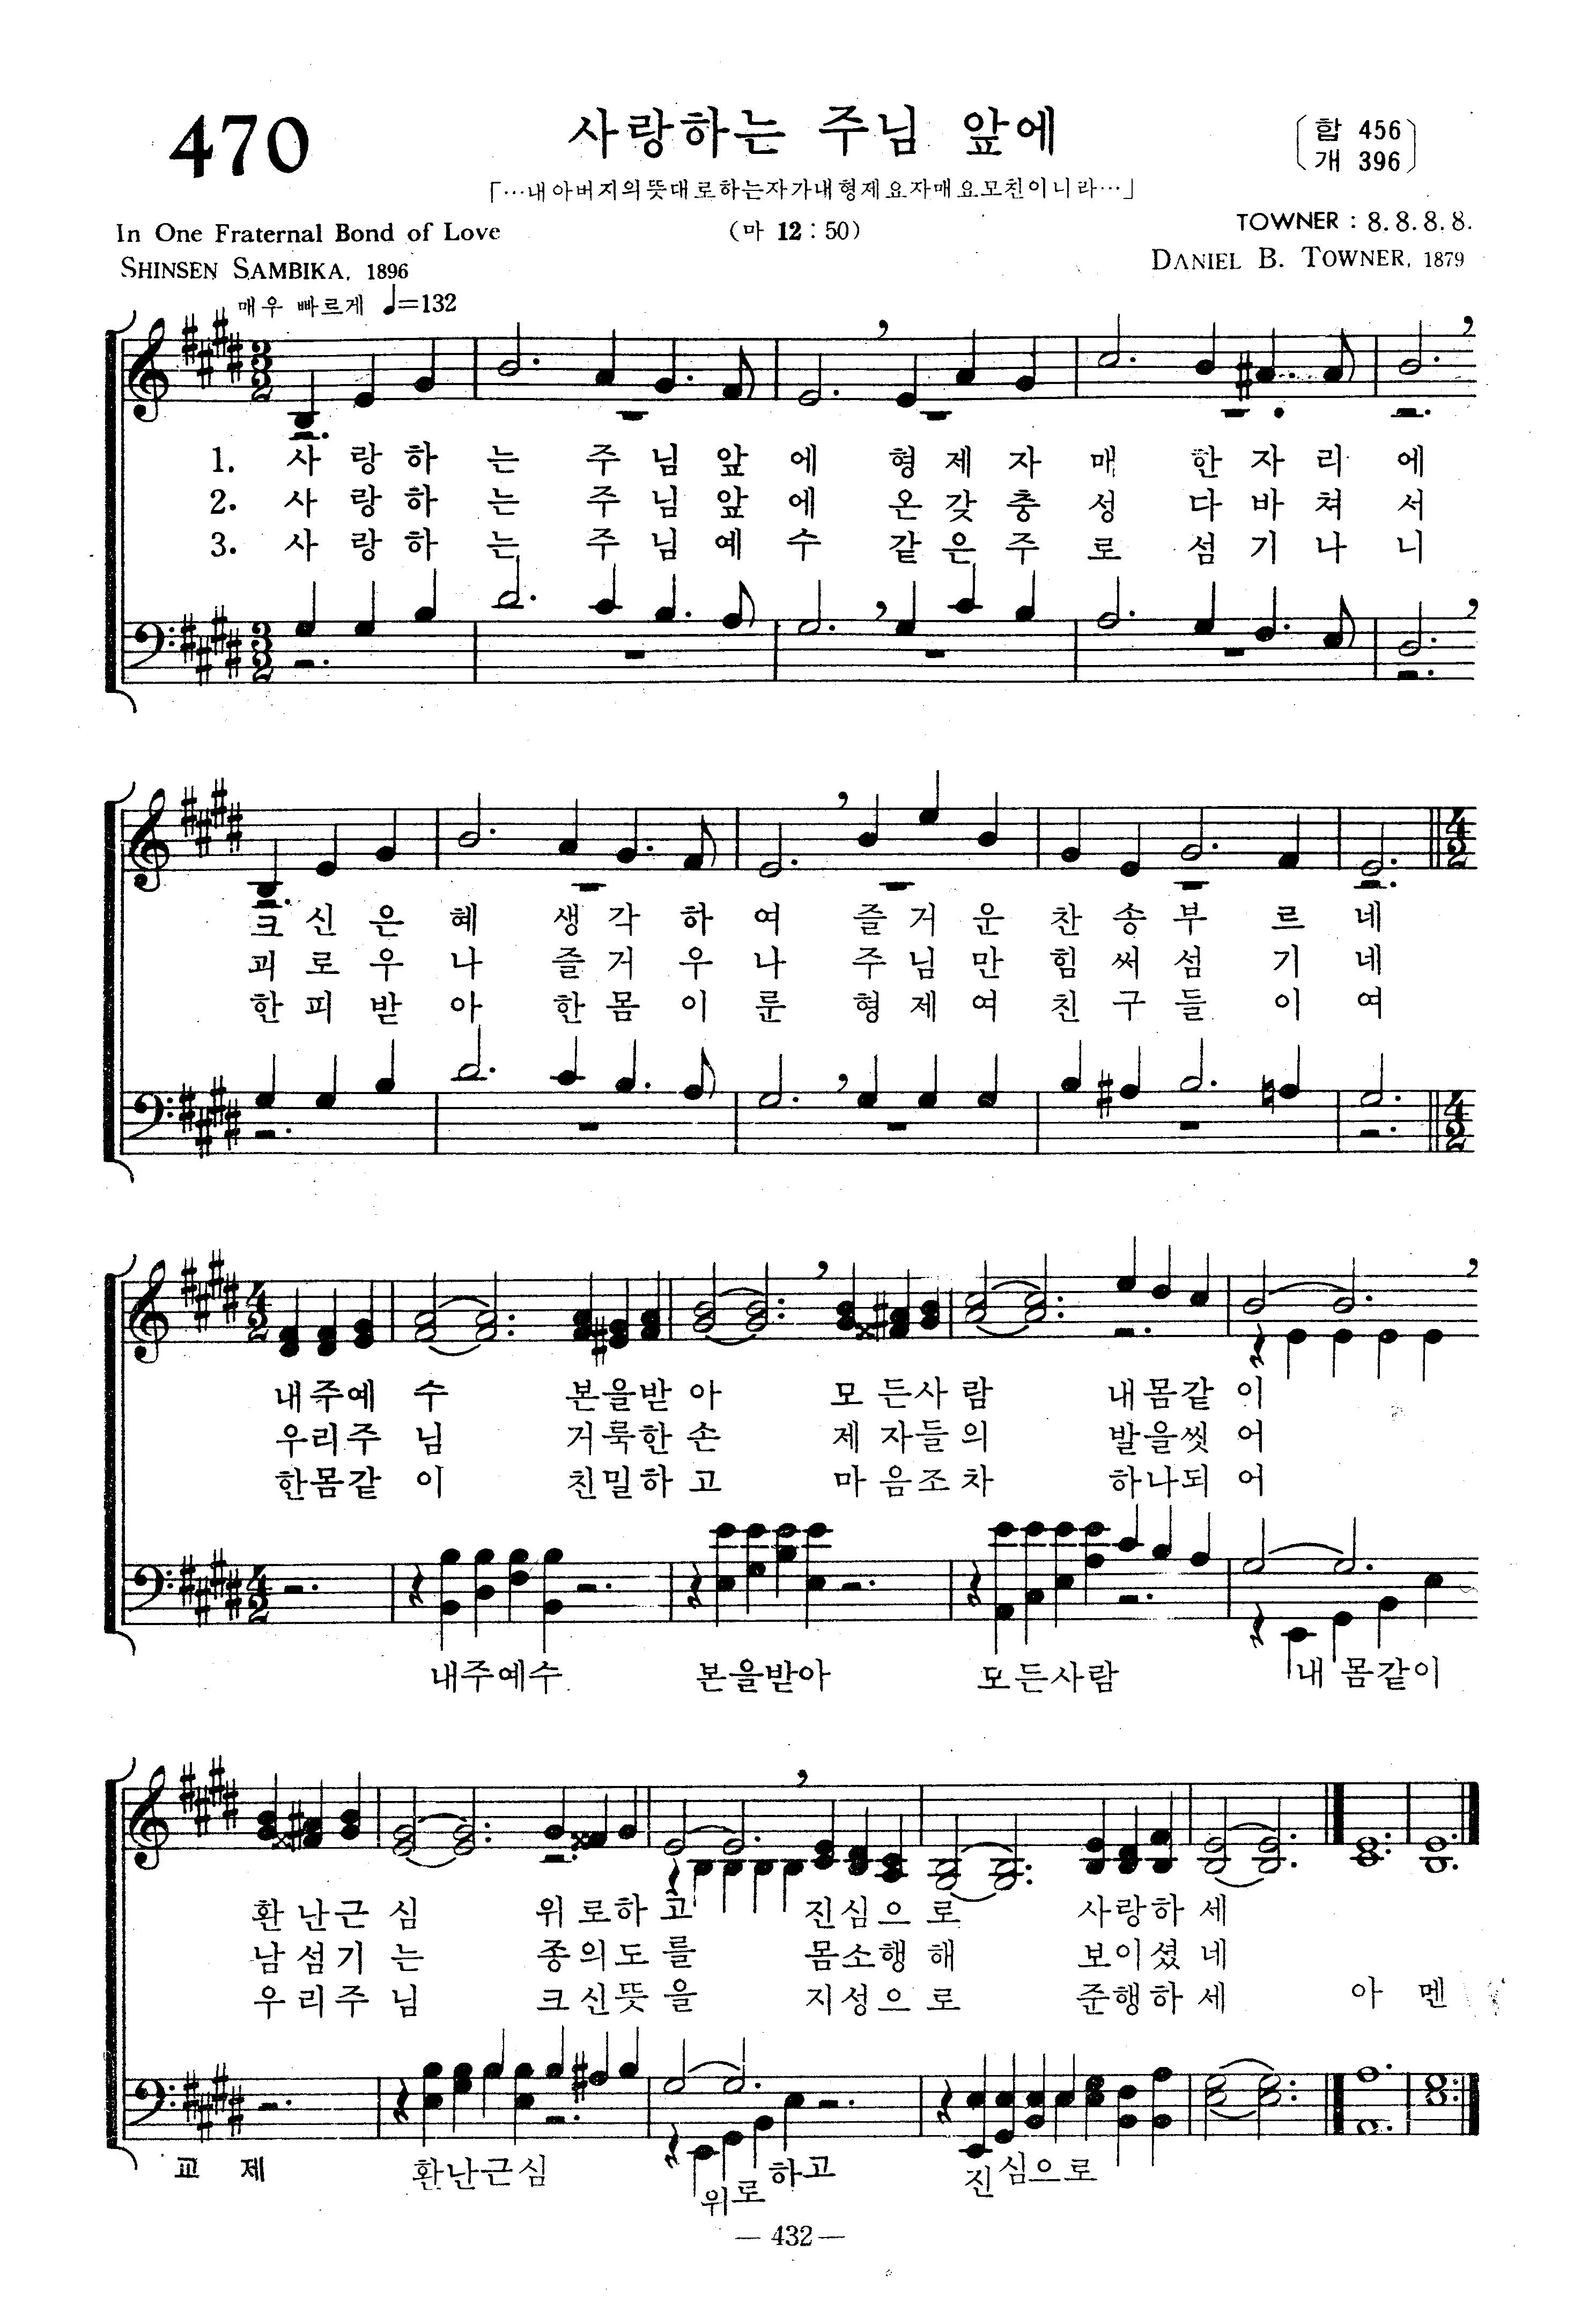 470
사랑하는 주님 앞에
〔합 456
개 396〕
「…내 아버지의 뜻대로 하는 자가 내 형제요 자매요 모친이니라…」
In One Fraternal Bond of Love
(마 12 : 50)
TOWNER : 8. 8. 8. 8.
SHINSEN SAMBIKA, 1896
DANIEL B. TOWNER, 1879
매우 빠르게 ♩=132
1. 사 랑 하 는 주 님 앞 에 형 제 자 매 한 자 리 에
2. 사 랑 하 는 주 님 앞 에 온 갖 충 성 다 바 쳐 서
3. 사 랑 하 는 주 님 예 수 같 은 주 로 섬 기 나 니
크 신 은 혜 생 각 하 여 즐 거 운 찬 송 부 르 네
괴 로 우 나 즐 거 우 나 주 님 만 힘 써 섬 기 네
한 피 받 아 한 몸 이 룬 형 제 여 친 구 들 이 여
내주예 수 본을받 아 모 든사 람 내몸같 이
우리주 님 거룩한 손 제 자들 의 발을씻 어
한몸같 이 친밀하 고 마 음조 차 하나되 어
내주예수 본을받아 모든사람 내 몸같이
환 난근 심 위 로하 고 진심으 로 사랑하 세
남 섬기 는 종의도 를 몸소행 해 보이셨 네
우 리주 님 크신뜻 을 지성으 로 준행하 세 아 멘
교 제 환난근심 위로하고 진심으로
— 432 —